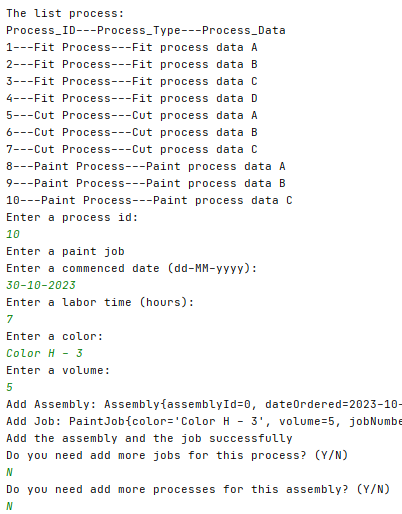 The list process:
Process_ID---Process_Type---Process_Data
1---Fit Process---Fit process data A
2---Fit Process---Fit process data B
3---Fit Process---Fit process data C
4---Fit Process---Fit process data D
5---Cut Process---Cut process data A
6---Cut Process---Cut process data B
7---Cut Process---Cut process data C
8---Paint Process---Paint process data A
9---Paint Process---Paint process data B
10---Paint Process---Paint process data C
Enter a process id:
10
Enter a paint job
Enter a commenced date (dd-MM-yyyy):
30-10-2023
Enter a labor time (hours):
7
Enter a color:
Color H - 3
Enter a volume:
5
Add Assembly: Assembly{assemblyId=0, dateOrdered=2023-10-
Add Job: PaintJob{color='Color H - 3', volume=5, jobNumbe
Add the assembly and the job successfully
Do you need add more jobs for this process? (Y/N)
N
Do you need add more processes for this assembly? (Y/N)
N